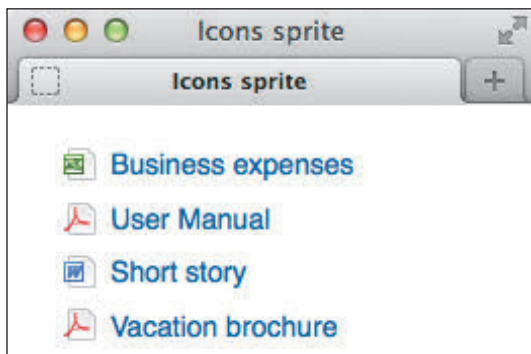 Icons sprite
Icons sprite
Business expenses
User Manual
Short story
Vacation brochure